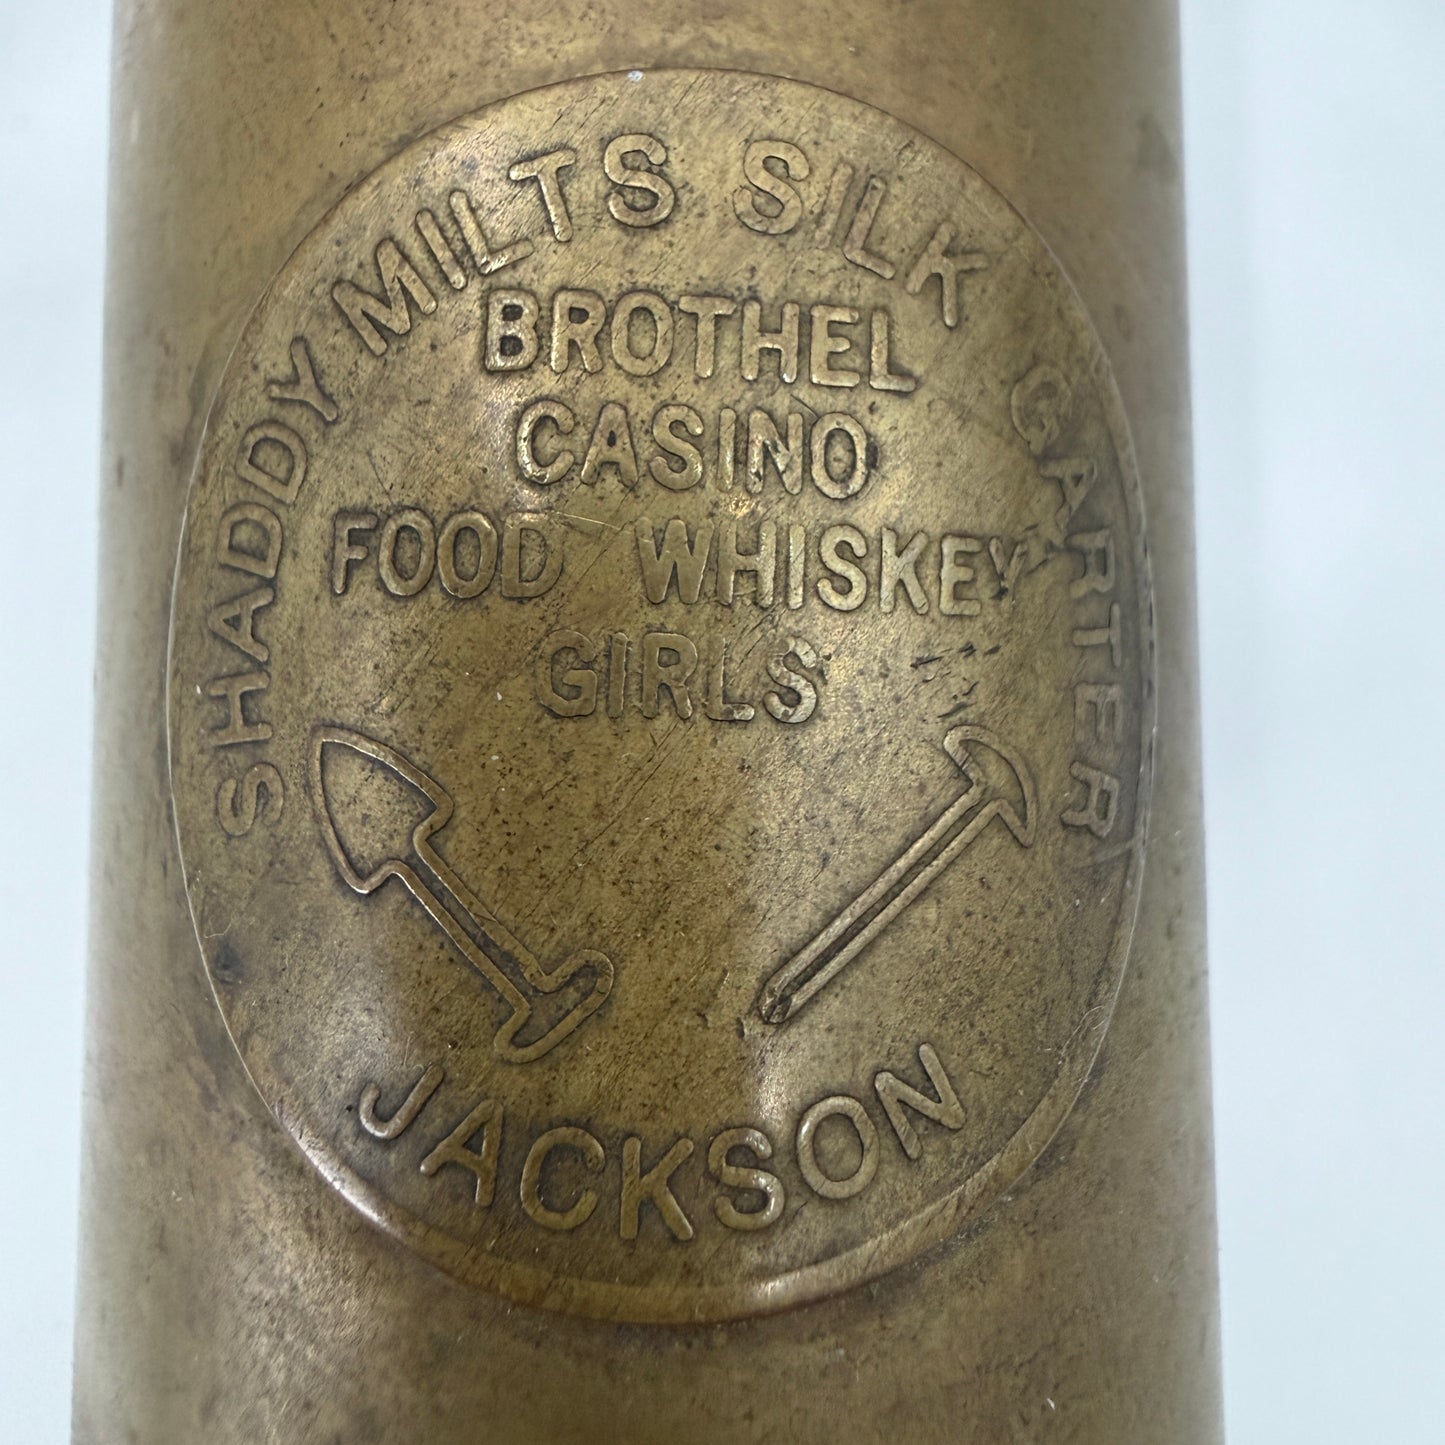 SHADDY MILTS SILK GARTER
BROTHEL
CASINO
FOOD WHISKEY
GIRLS
JACKSON